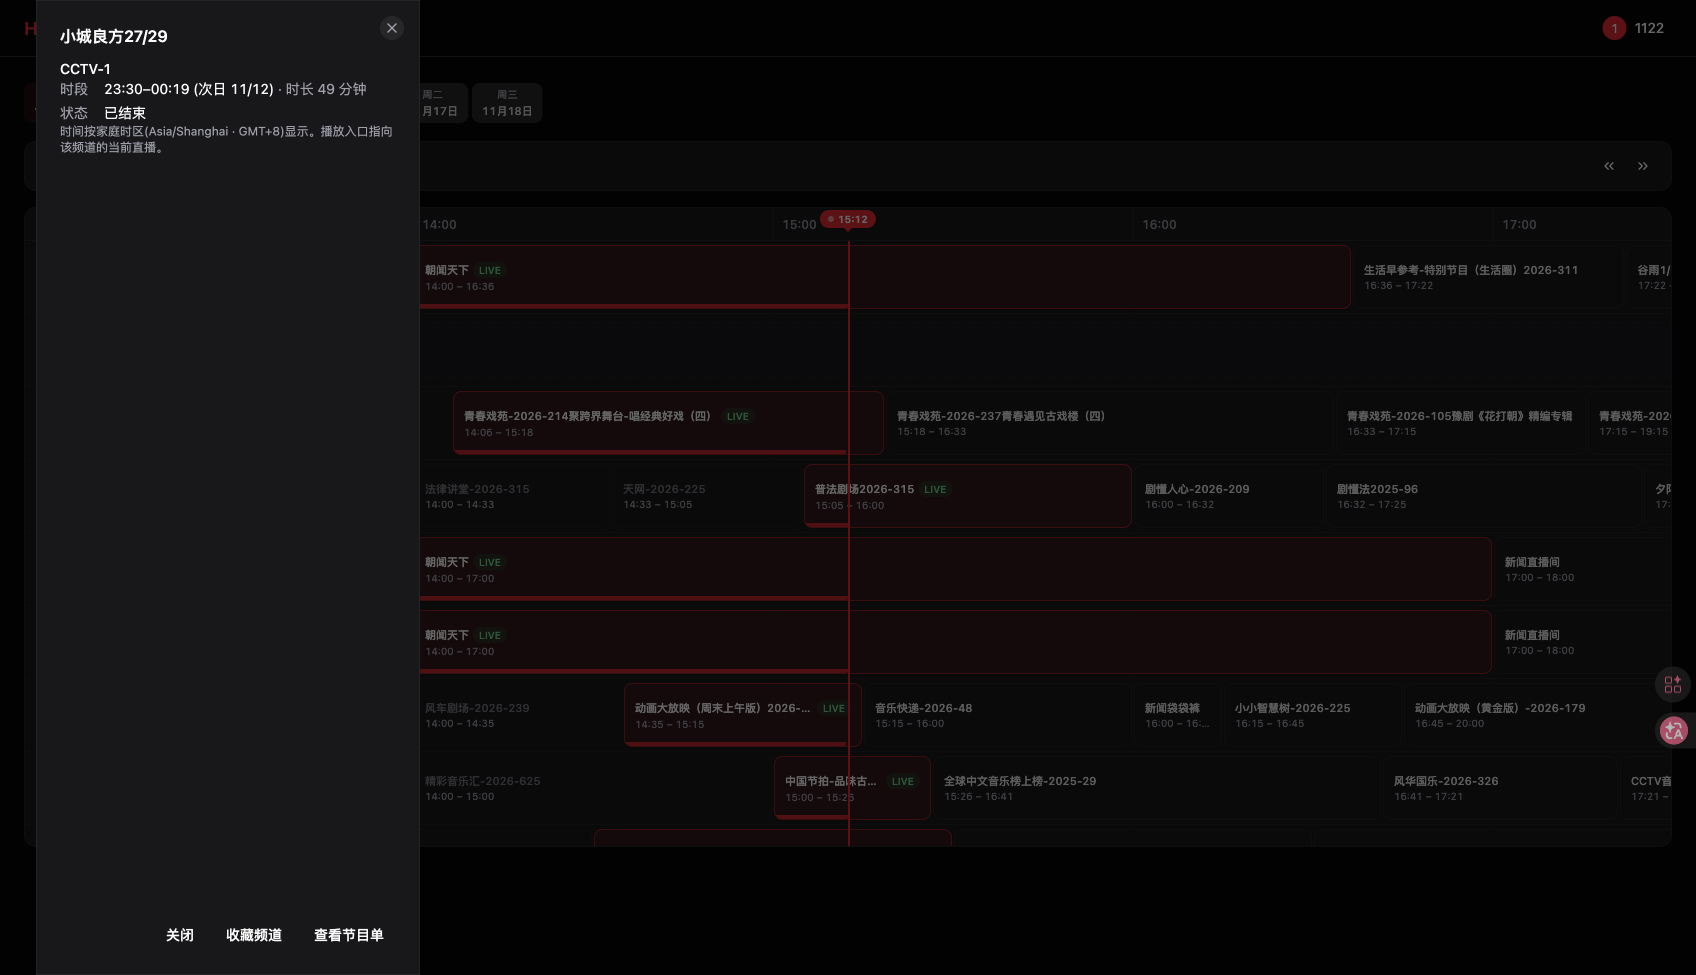 小城良方27/29
CCTV-1
时段 23:30–00:19 (次日 11/12) · 时长 49 分钟
状态 已结束
时间按家庭时区(Asia/Shanghai · GMT+8)显示。播放入口指向
该频道的当前直播。
关闭 收藏频道 查看节目单
H
1 1122
周二 周三
月17日 11月18日
« »
14:00 15:00 15:12 16:00 17:00
朝闻天下 LIVE
14:00 – 16:36
生活早参考-特别节目（生活圈）2026-311
16:36 – 17:22
谷雨1/
17:22 -
青春戏苑-2026-214聚跨界舞台-唱经典好戏（四） LIVE
14:06 – 15:18
青春戏苑-2026-237青春遇见古戏楼（四）
15:18 – 16:33
青春戏苑-2026-105豫剧《花打朝》精编专辑
16:33 – 17:15
青春戏苑-202
17:15 – 19:15
法律讲堂-2026-315
14:00 – 14:33
天网-2026-225
14:33 – 15:05
普法剧场2026-315 LIVE
15:05 – 16:00
剧懂人心-2026-209
16:00 – 16:32
剧懂法2025-96
16:32 – 17:25
17:
朝闻天下 LIVE
14:00 – 17:00
新闻直播间
17:00 – 18:00
朝闻天下 LIVE
14:00 – 17:00
新闻直播间
17:00 – 18:00
风车剧场-2026-239
14:00 – 14:35
动画大放映（周末上午版）2026-... LIVE
14:35 – 15:15
音乐快递-2026-48
15:15 – 16:00
新闻袋袋裤
16:00 – 16:...
小小智慧树-2026-225
16:15 – 16:45
动画大放映（黄金版）-2026-179
16:45 – 20:00
精彩音乐汇-2026-625
14:00 – 15:00
中国节拍-品味古... LIVE
15:00 – 15:26
全球中文音乐榜上榜-2025-29
15:26 – 16:41
风华国乐-2026-326
16:41 – 17:21
CCTV音
17:21 –